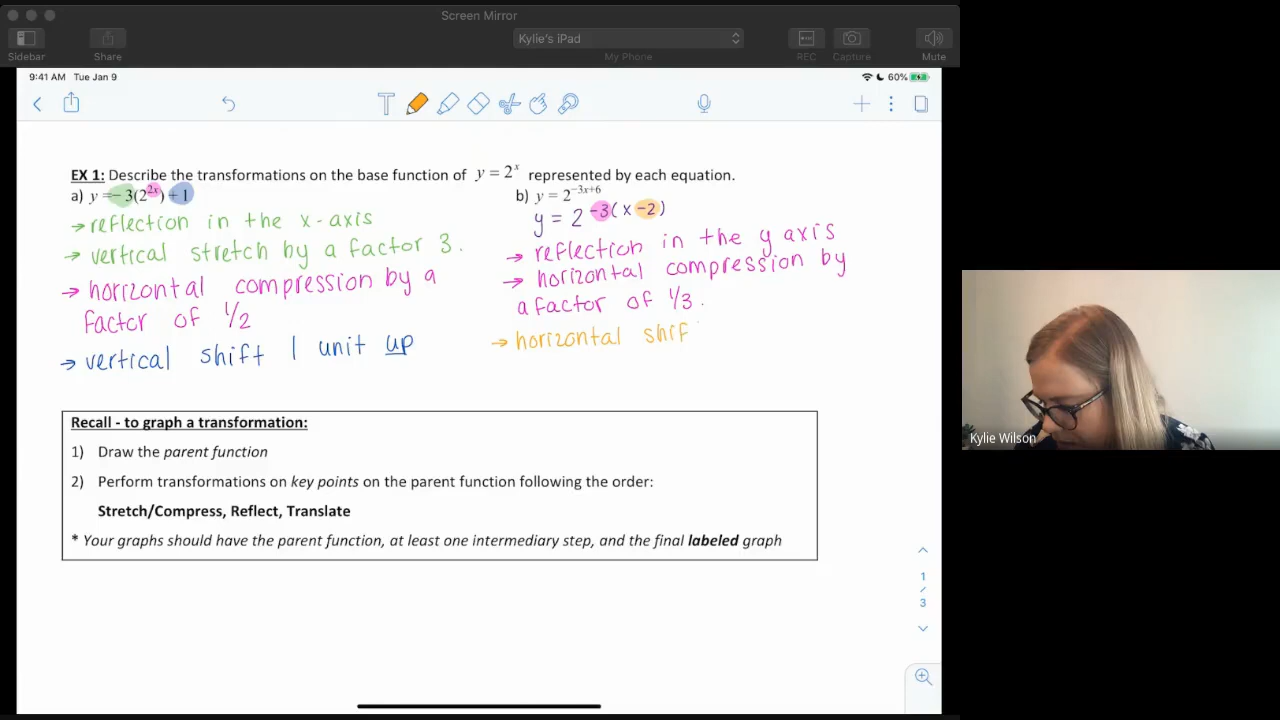 Screen Mirror
Kylie's iPad
Sidebar
Share
My Phone
REC
Capture
Mute
9:41 AM Tue Jan 9
60%
EX 1: Describe the transformations on the base function of y = 2ˣ represented by each equation.
a) y = -3(2²ˣ) + 1
→ reflection in the x-axis
→ vertical stretch by a factor 3.
→ horizontal compression by a
factor of 1/2
→ vertical shift 1 unit up
b) y = 2^{-3x+6}
y = 2^{-3(x-2)}
→ reflection in the y axis
→ horizontal compression by
a factor of 1/3.
→ horizontal shif
Recall - to graph a transformation:
1) Draw the parent function
2) Perform transformations on key points on the parent function following the order:
Stretch/Compress, Reflect, Translate
* Your graphs should have the parent function, at least one intermediary step, and the final labeled graph
1
/
3
Kylie Wilson